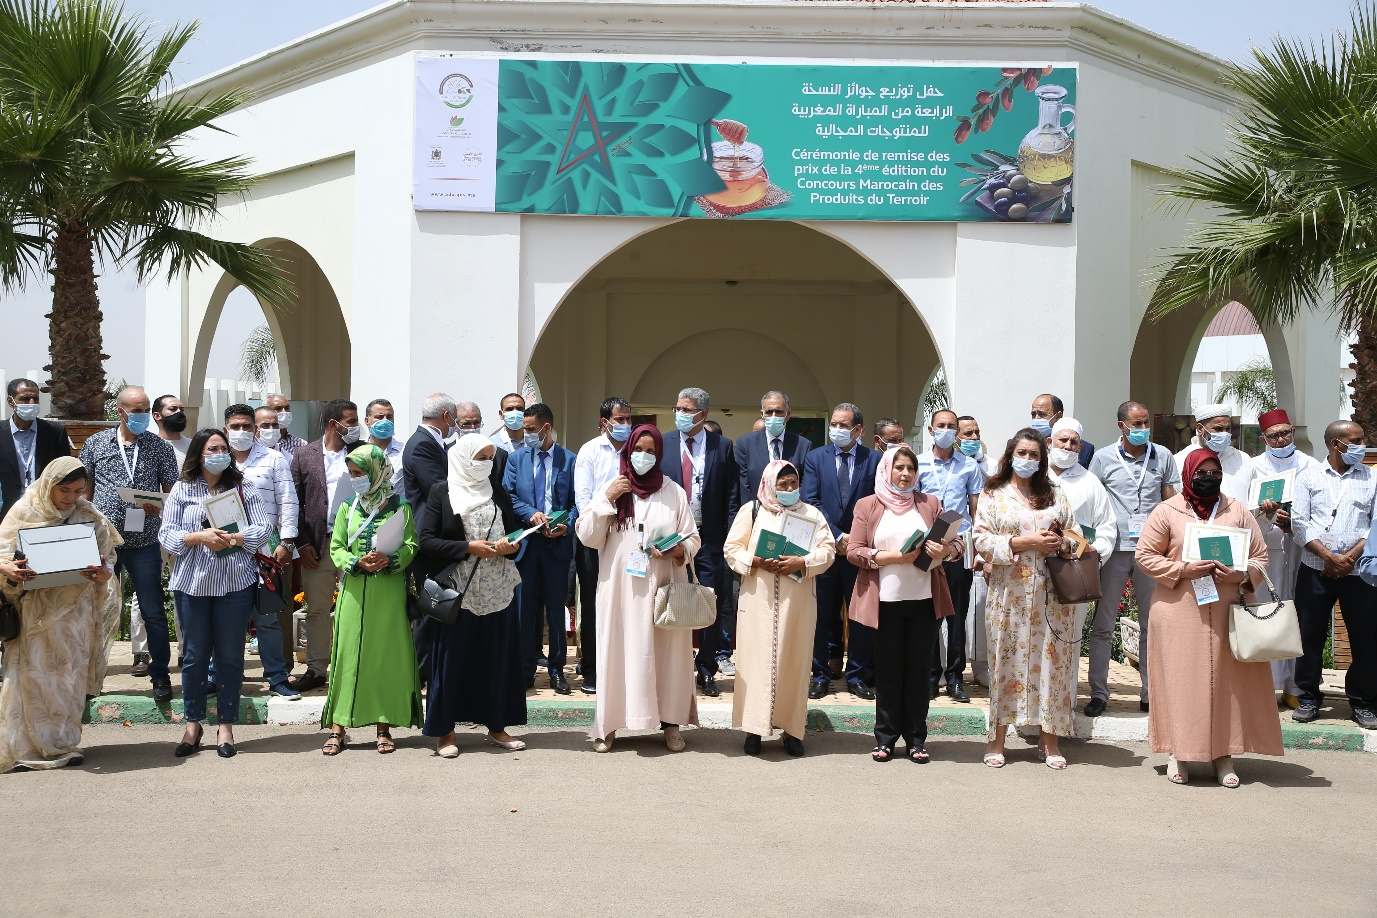 حفل توزيع جوائز النسخة
الرابعة من المباراة المغربية
للمنتوجات المجالية
Cérémonie de remise des
prix de la 4ème édition du
Concours Marocain des
Produits du Terroir